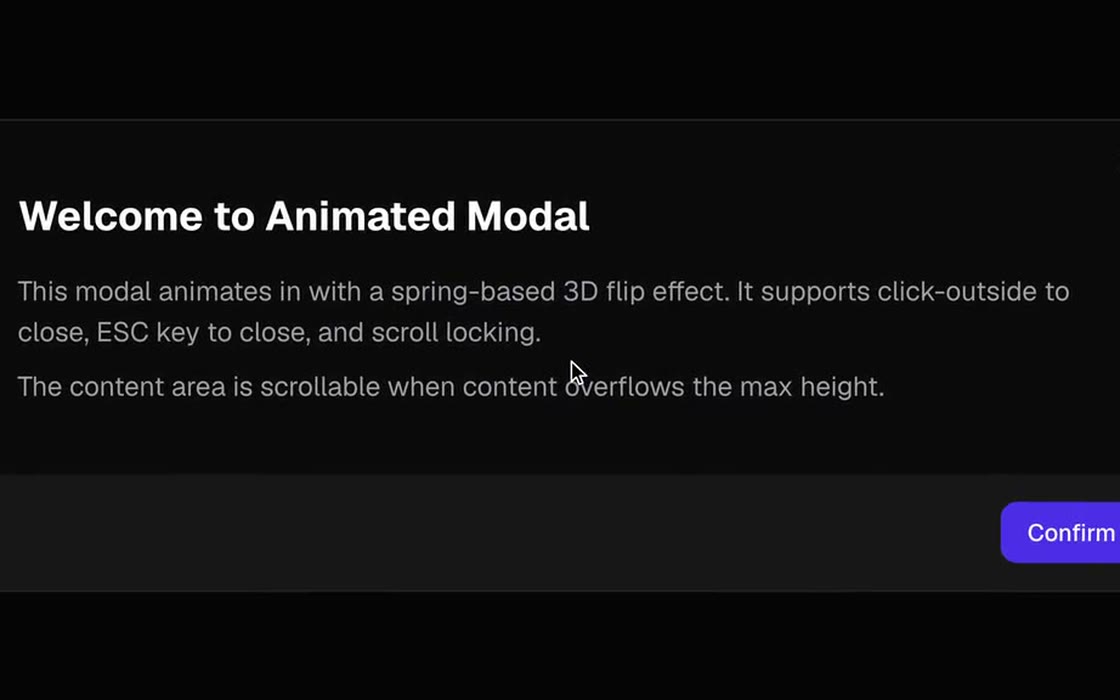 Welcome to Animated Modal
This modal animates in with a spring-based 3D flip effect. It supports click-outside to
close, ESC key to close, and scroll locking.
The content area is scrollable when content overflows the max height.
Confirm